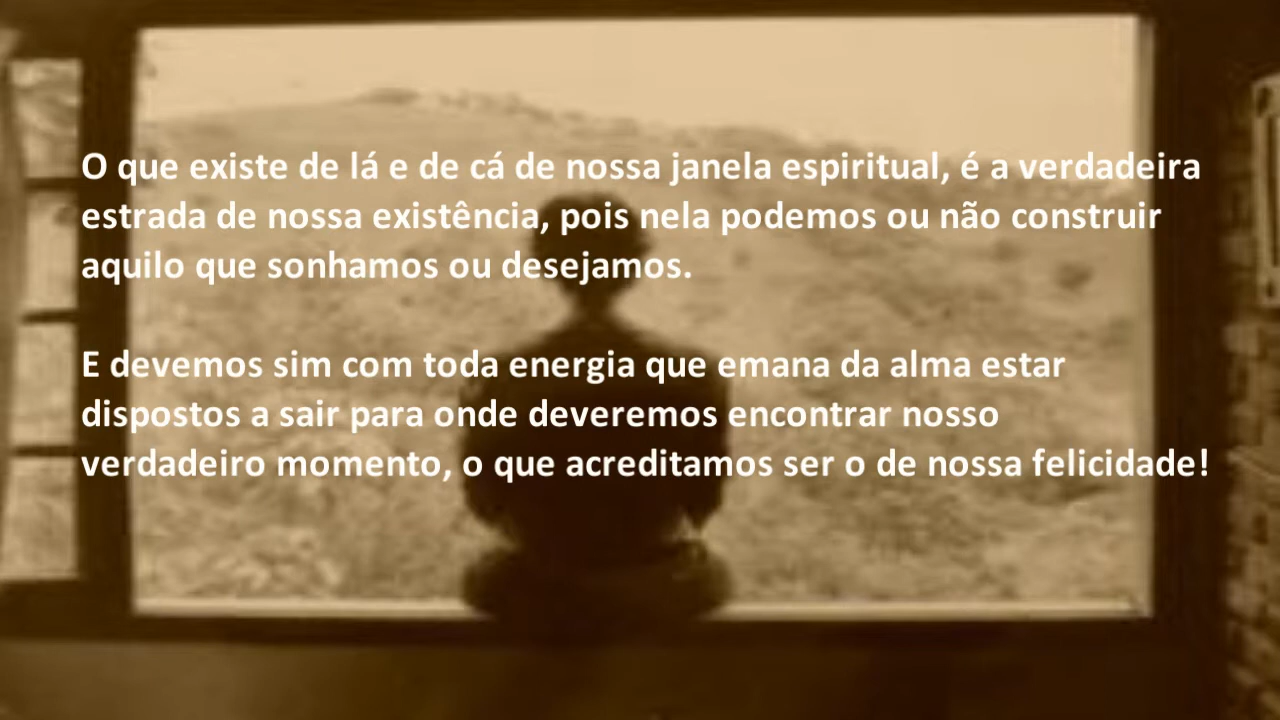 O que existe de lá e de cá de nossa janela espiritual, é a verdadeira
estrada de nossa existência, pois nela podemos ou não construir
aquilo que sonhamos ou desejamos.
E devemos sim com toda energia que emana da alma estar
dispostos a sair para onde deveremos encontrar nosso
verdadeiro momento, o que acreditamos ser o de nossa felicidade!